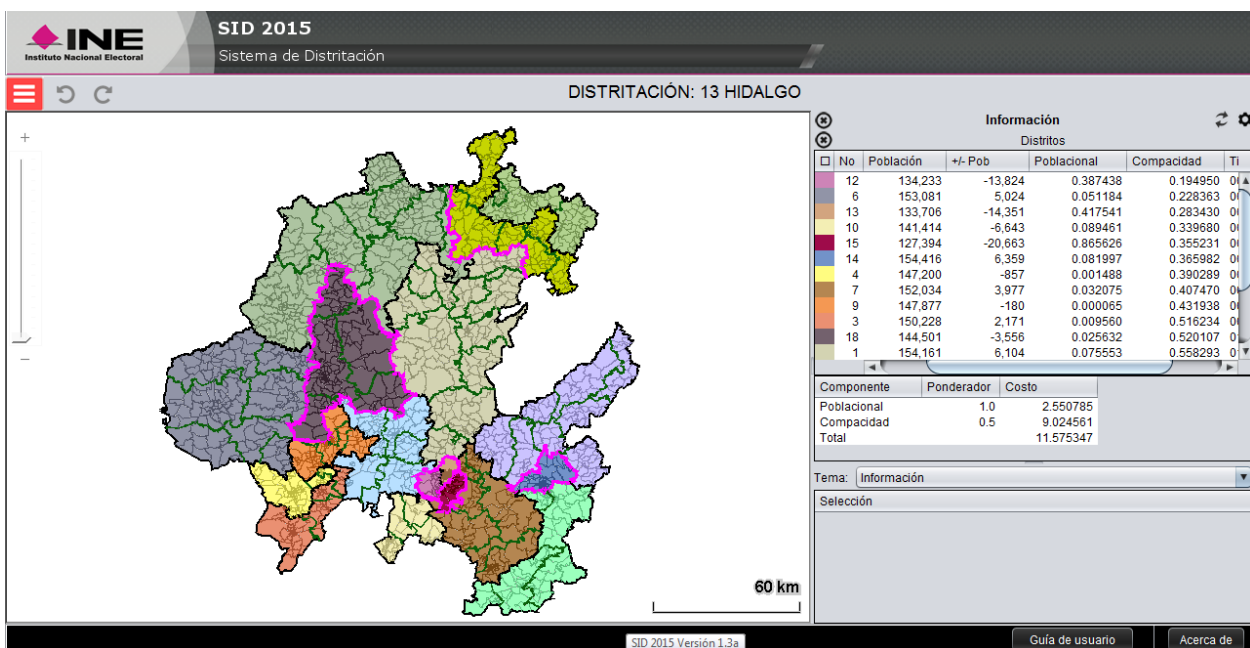 INE
Instituto Nacional Electoral
SID 2015
Sistema de Distritación
DISTRITACIÓN: 13 HIDALGO
+
−
60 km
Información
Distritos
No Población +/- Pob Poblacional Compacidad Ti
12 134,233 -13,824 0.387438 0.194950
6 153,081 5,024 0.051184 0.228363
13 133,706 -14,351 0.417541 0.283430
10 141,414 -6,643 0.089461 0.339680
15 127,394 -20,663 0.865626 0.355231
14 154,416 6,359 0.081997 0.365982
4 147,200 -857 0.001488 0.390289
7 152,034 3,977 0.032075 0.407470
9 147,877 -180 0.000065 0.431938
3 150,228 2,171 0.009560 0.516234
18 144,501 -3,556 0.025632 0.520107
1 154,161 6,104 0.075553 0.558293
Componente Ponderador Costo
Poblacional 1.0 2.550785
Compacidad 0.5 9.024561
Total 11.575347
Tema: Información
Selección
SID 2015 Versión 1.3a
Guía de usuario
Acerca de